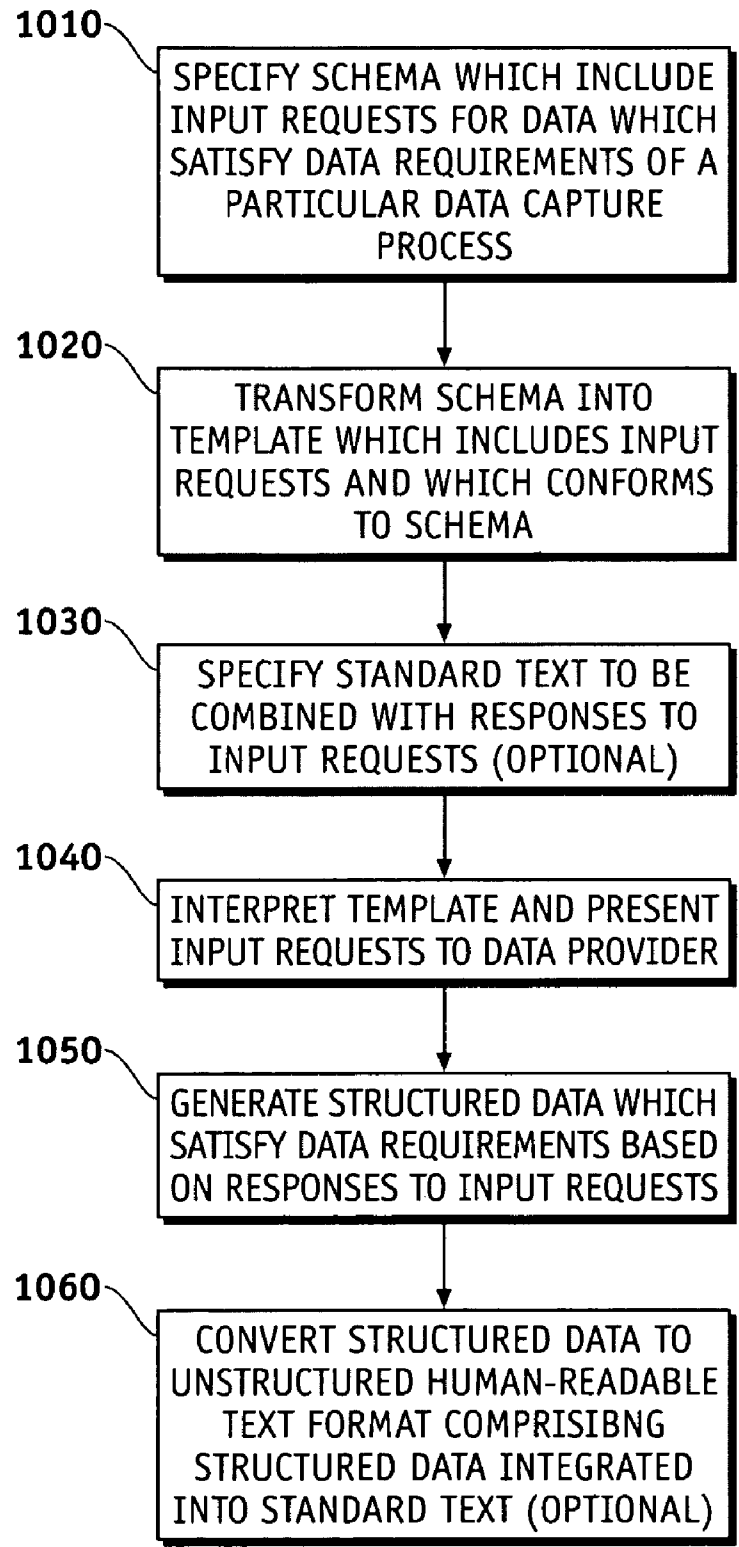 1010
SPECIFY SCHEMA WHICH INCLUDE
INPUT REQUESTS FOR DATA WHICH
SATISFY DATA REQUIREMENTS OF A
PARTICULAR DATA CAPTURE
PROCESS
1020
TRANSFORM SCHEMA INTO
TEMPLATE WHICH INCLUDES INPUT
REQUESTS AND WHICH CONFORMS
TO SCHEMA
1030
SPECIFY STANDARD TEXT TO BE
COMBINED WITH RESPONSES TO
INPUT REQUESTS (OPTIONAL)
1040
INTERPRET TEMPLATE AND PRESENT
INPUT REQUESTS TO DATA PROVIDER
1050
GENERATE STRUCTURED DATA WHICH
SATISFY DATA REQUIREMENTS BASED
ON RESPONSES TO INPUT REQUESTS
1060
CONVERT STRUCTURED DATA TO
UNSTRUCTURED HUMAN-READABLE
TEXT FORMAT COMPRISIBNG
STRUCTURED DATA INTEGRATED
INTO STANDARD TEXT (OPTIONAL)